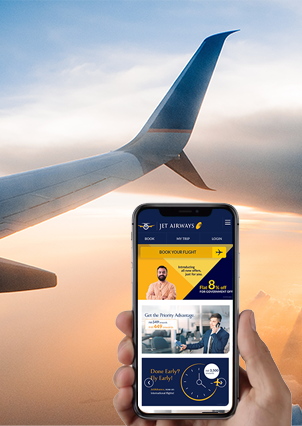 JET AIRWAYS
BOOK MY TRIP LOGIN
BOOK YOUR FLIGHT
Introducing
all new offers,
just for you.
Flat 8% off
FOR GOVERNMENT OFF
Get the Priority Advantage
Done Early?
Fly Early!